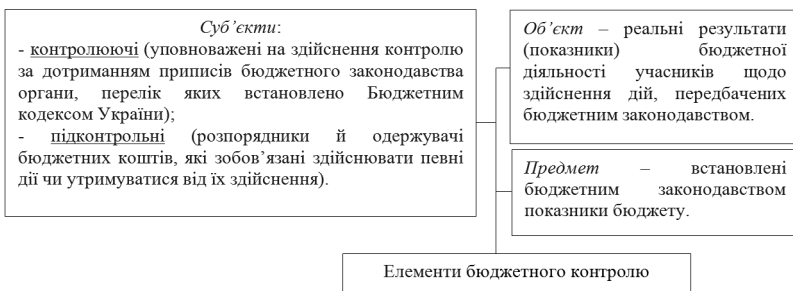 Суб’єкти:
- контролюючі (уповноважені на здійснення контролю
за дотриманням приписів бюджетного законодавства
органи, перелік яких встановлено Бюджетним
кодексом України);
- підконтрольні (розпорядники й одержувачі
бюджетних коштів, які зобов’язані здійснювати певні
дії чи утримуватися від їх здійснення).
Об’єкт – реальні результати
(показники) бюджетної
діяльності учасників щодо
здійснення дій, передбачених
бюджетним законодавством.
Предмет – встановлені
бюджетним законодавством
показники бюджету.
Елементи бюджетного контролю